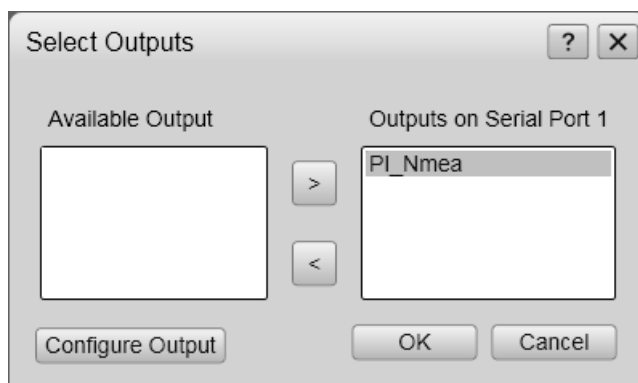 Select Outputs
?
X
Available Output
Outputs on Serial Port 1
PI_Nmea
>
<
Configure Output
OK
Cancel